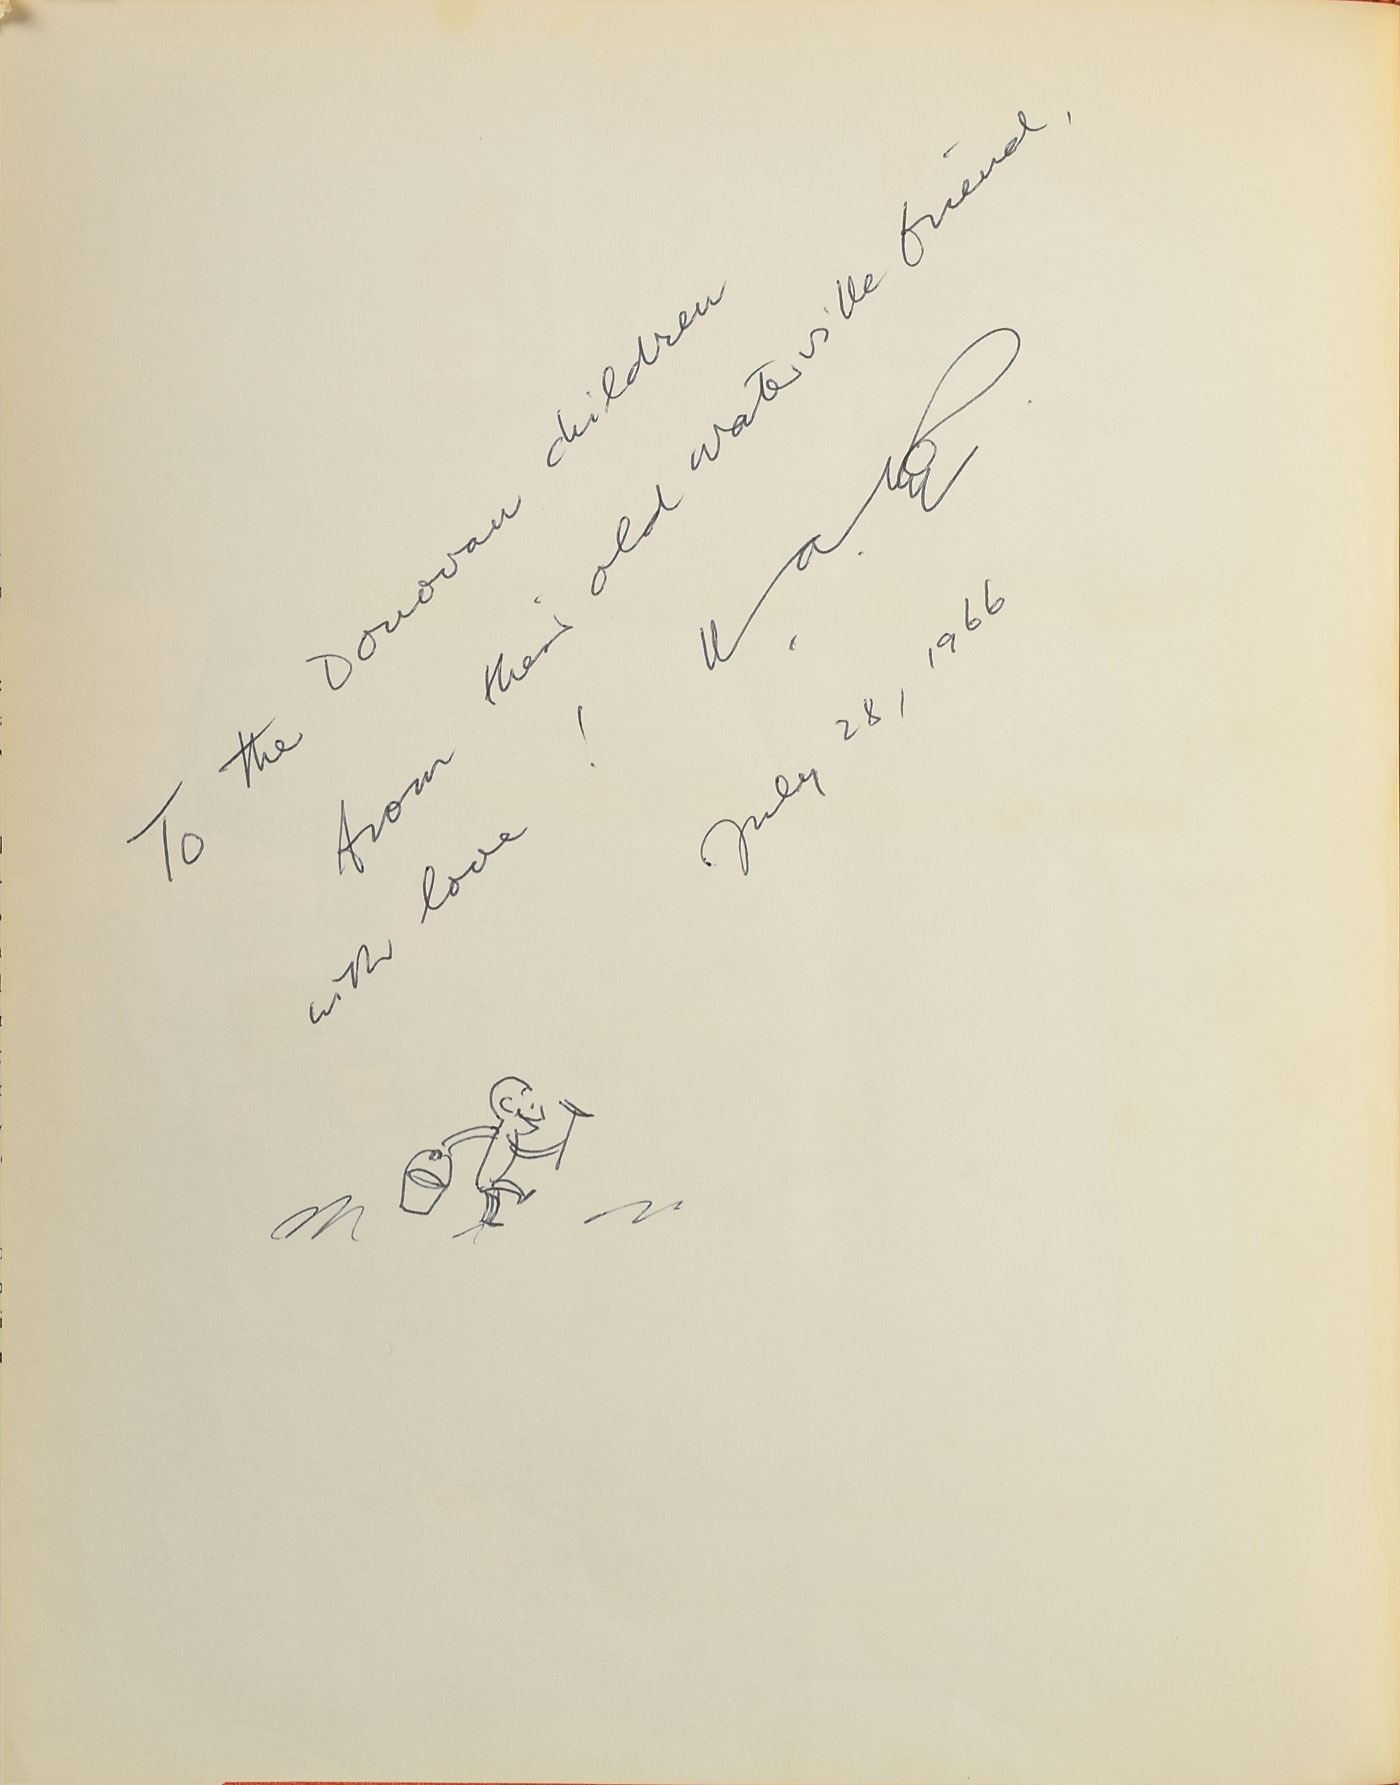 To the Donovan children
from their old waterville friend,
with love!
July 28, 1966